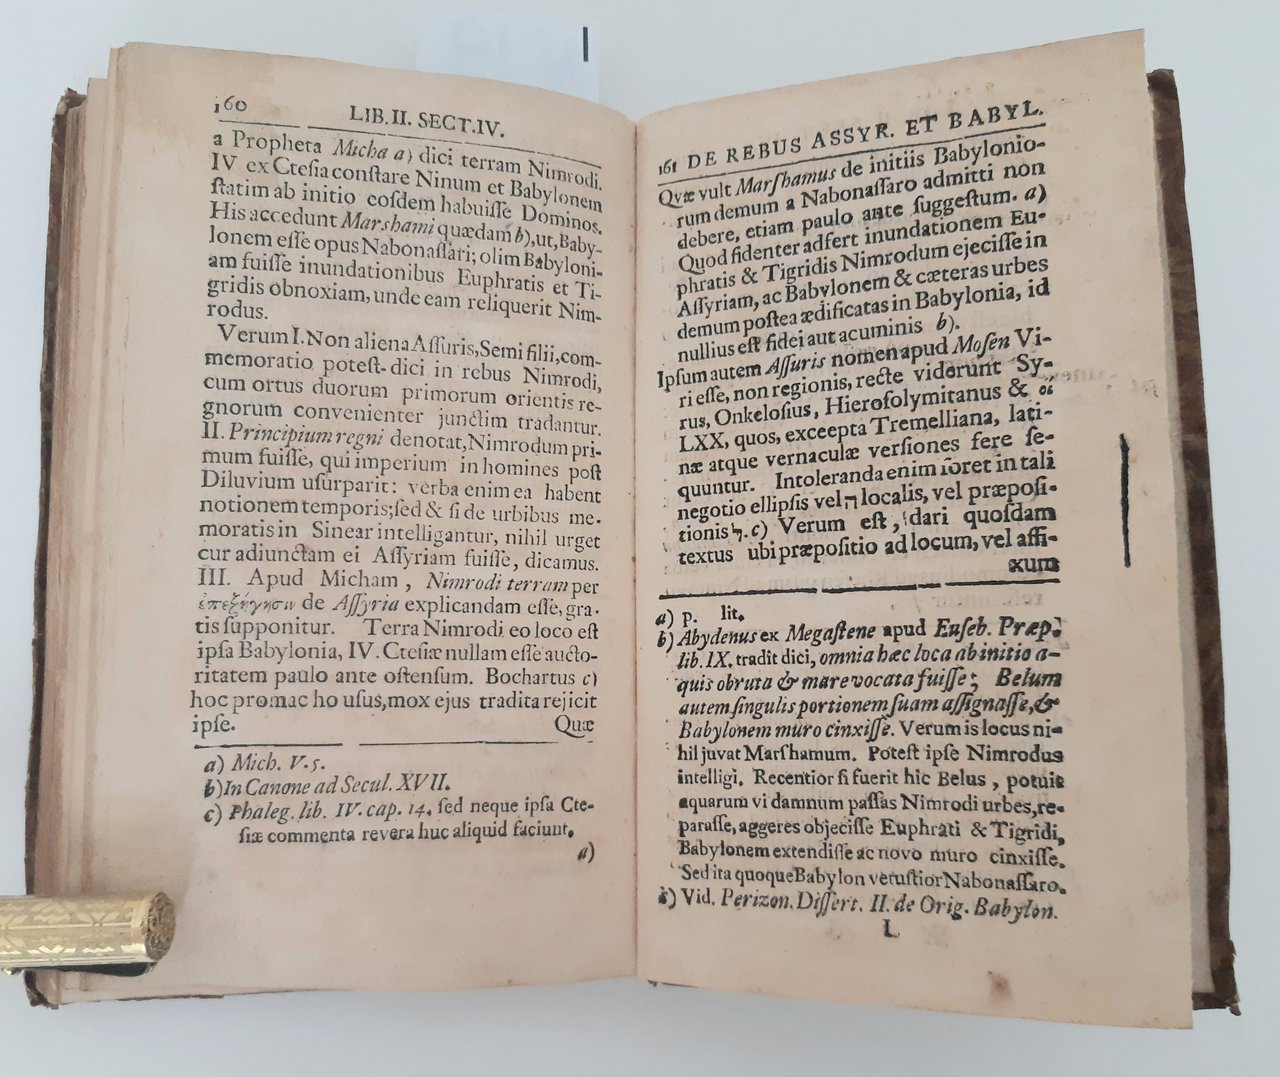 160
LIB. II. SECT. IV.
a Propheta Micha a) dici terram Nimrodi.
IV ex Ctesia constare Ninum et Babylonem
statim ab initio eosdem habuisse Dominos.
His accedunt Marshami quædam b), ut, Baby-
lonem esse opus Nabonassari; olim Babyloni-
am fuisse inundationibus Euphratis et Ti-
gridis obnoxiam, unde eam reliquerit Nim-
rodus.
Verum I. Non aliena Assuris, Semi filii, com-
memoratio potest dici in rebus Nimrodi,
cum ortus duorum primorum orientis re-
gnorum convenienter junctim tradantur.
II. Principium regni denotat, Nimrodum pri-
mum fuisse, qui imperium in homines post
Diluvium usurparit: verba enim ea habent
notionem temporis; sed & si de urbibus me-
moratis in Sinear intelligantur, nihil urget
cur adiunctam ei Assyriam fuisse, dicamus.
III. Apud Micham, Nimrodi terram per
ἐπεξήγησιν de Assyria explicandam esse, gra-
tis supponitur. Terra Nimrodi eo loco est
ipsa Babylonia, IV. Ctesiæ nullam esse aucto-
ritatem paulo ante ostensum. Bochartus c)
hoc promac ho usus, mox ejus tradita rejicit
ipse. Quæ
a) Mich. V. 5.
b) In Canone ad Secul. XVII.
c) Phaleg. lib. IV. cap. 14. sed neque ipsa Cte-
siæ commenta revera huc aliquid faciunt.
a)
161 DE REBUS ASSYR. ET BABYL.
Quæ vult Marshamus de initiis Babylonio-
rum demum a Nabonassaro admitti non
debere, etiam paulo ante suggestum. a)
Quod fidenter adfert inundationem Eu-
phratis & Tigridis Nimrodum ejecisse in
Assyriam, ac Babylonem & cæteras urbes
demum postea ædificatas in Babylonia, id
nullius est fidei aut acuminis b).
Ipsum autem Assuris nomen apud Mosen Vi-
ri esse, non regionis, recte viderunt Sy-
rus, Onkelosius, Hierosolymitanus & οἱ
LXX, quos, exceepta Tremelliana, lati-
næ atque vernaculæ versiones fere se-
quuntur. Intoleranda enim foret in tali
negotio ellipsis vel ה localis, vel præposi-
tionis ל. c) Verum est, dari quosdam
textus ubi præpositio ad locum, vel affi-
xum
a) p. lit.
b) Abydenus ex Megastene apud Euseb. Præp.
lib. IX. tradit dici, omnia hæc loca ab initio a-
quis obruta & mare vocata fuisse; Belum
autem singulis portionem suam assignasse, &
Babylonem muro cinxisse. Verum is locus ni-
hil juvat Marshamum. Potest ipse Nimrodus
intelligi. Recentior si fuerit hic Belus, potuit
aquarum vi damnum passas Nimrodi urbes, re-
parasse, aggeres objecisse Euphrati & Tigridi,
Babylonem extendisse ac novo muro cinxisse.
Sed ita quoque Babylon vetustior Nabonassaro.
c) Vid. Perizon. Dissert. II. de Orig. Babylon.
L